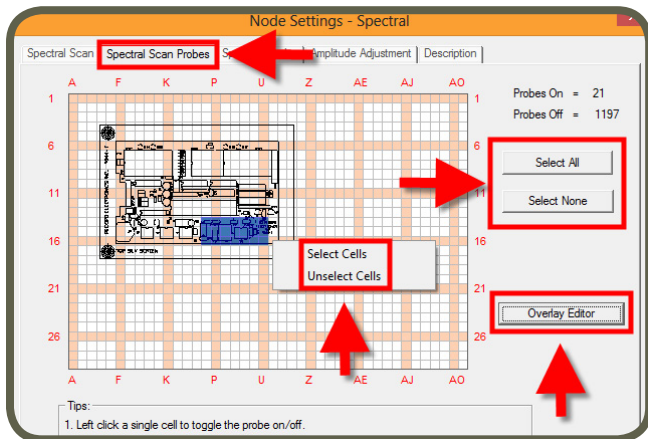 Node Settings - Spectral
Spectral Scan Spectral Scan Probes Amplitude Adjustment Description
A F K P U Z AE AJ AO
1 1
Probes On = 21
Probes Off = 1197
6 6
Select All
11 11
Select None
16 16
Select Cells
Unselect Cells
21 21
Overlay Editor
26 26
A F K P U Z AE AJ AO
Tips:
1. Left click a single cell to toggle the probe on/off.